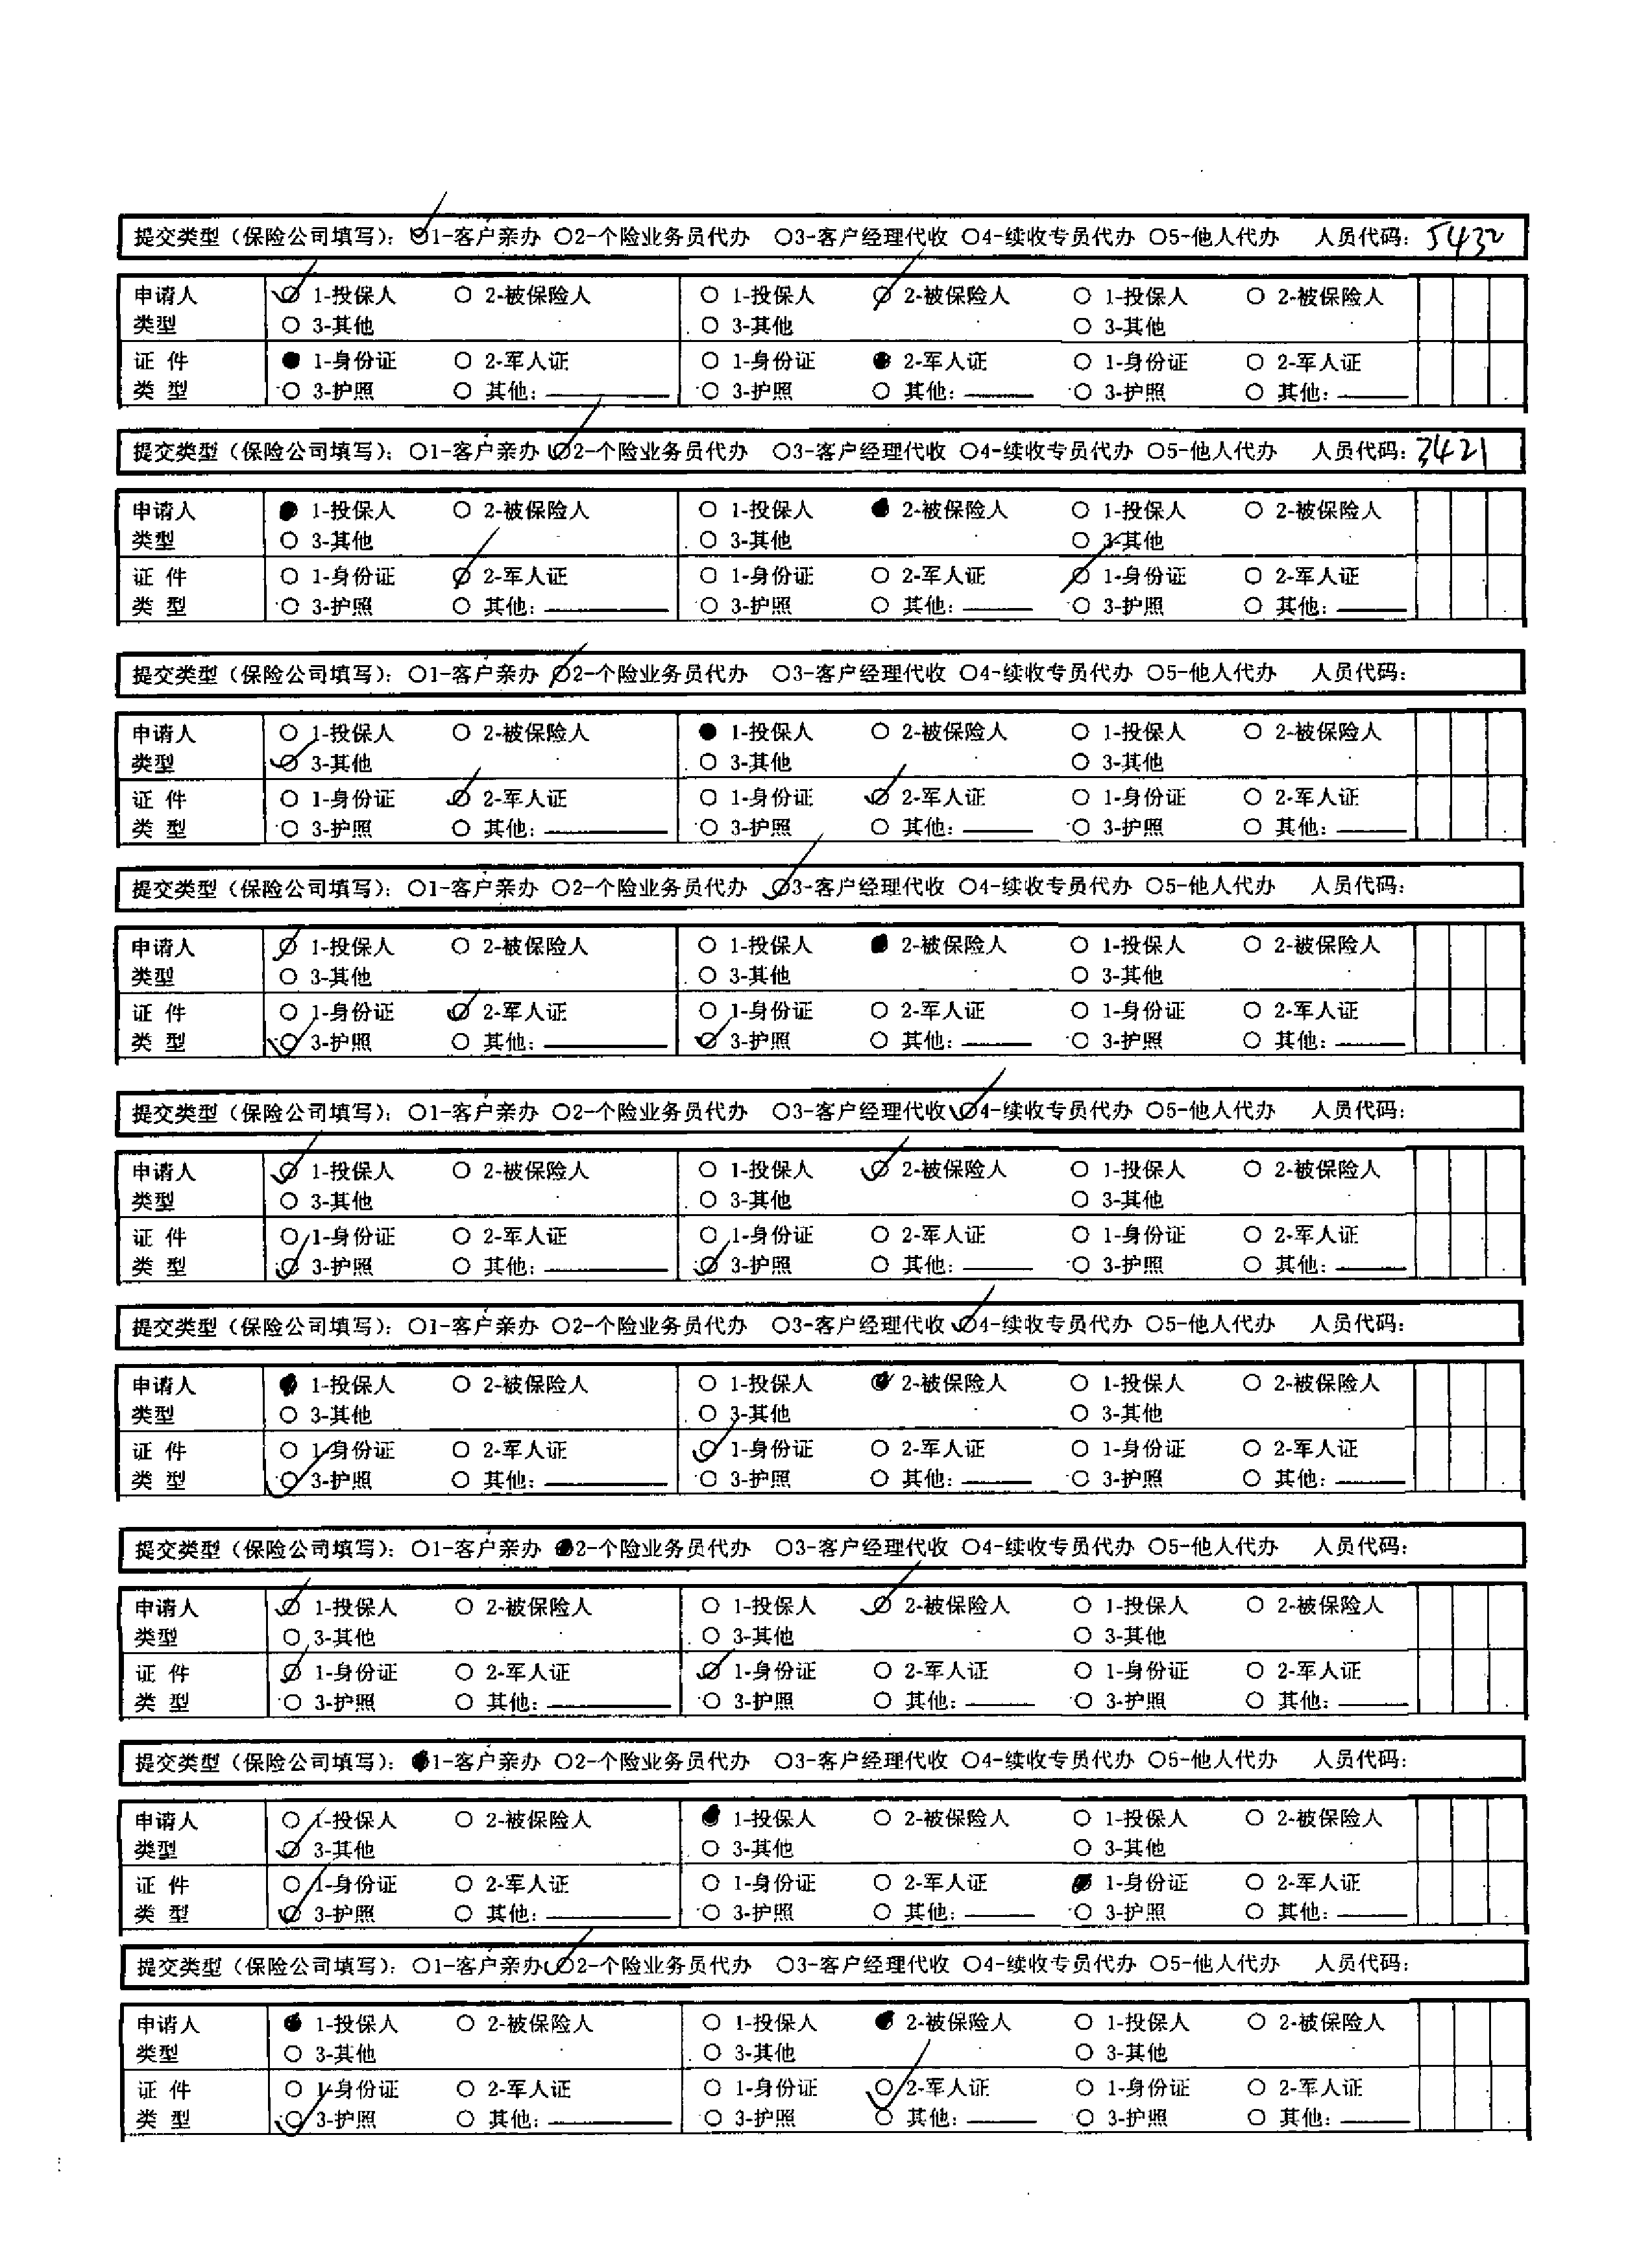 提交类型（保险公司填写）： ○1-客户亲办 ○2-个险业务员代办 ○3-客户经理代收 ○4-续收专员代办 ○5-他人代办 人员代码：5432
申请人 ○ 1-投保人 ○ 2-被保险人 ○ 1-投保人 ○ 2-被保险人 ○ 1-投保人 ○ 2-被保险人
类型 ○ 3-其他 ○ 3-其他 ○ 3-其他
证 件 ● 1-身份证 ○ 2-军人证 ○ 1-身份证 ● 2-军人证 ○ 1-身份证 ○ 2-军人证
类 型 ○ 3-护照 ○ 其他：____ ○ 3-护照 ○ 其他：____ ○ 3-护照 ○ 其他：____
提交类型（保险公司填写）： ○1-客户亲办 ○2-个险业务员代办 ○3-客户经理代收 ○4-续收专员代办 ○5-他人代办 人员代码：3421
申请人 ● 1-投保人 ○ 2-被保险人 ○ 1-投保人 ● 2-被保险人 ○ 1-投保人 ○ 2-被保险人
类型 ○ 3-其他 ○ 3-其他 ○ 3-其他
证 件 ○ 1-身份证 ○ 2-军人证 ○ 1-身份证 ○ 2-军人证 ○ 1-身份证 ○ 2-军人证
类 型 ○ 3-护照 ○ 其他：____ ○ 3-护照 ○ 其他：____ ○ 3-护照 ○ 其他：____
提交类型（保险公司填写）： ○1-客户亲办 ○2-个险业务员代办 ○3-客户经理代收 ○4-续收专员代办 ○5-他人代办 人员代码：
申请人 ○ 1-投保人 ○ 2-被保险人 ● 1-投保人 ○ 2-被保险人 ○ 1-投保人 ○ 2-被保险人
类型 ○ 3-其他 ○ 3-其他 ○ 3-其他
证 件 ○ 1-身份证 ○ 2-军人证 ○ 1-身份证 ○ 2-军人证 ○ 1-身份证 ○ 2-军人证
类 型 ○ 3-护照 ○ 其他：____ ○ 3-护照 ○ 其他：____ ○ 3-护照 ○ 其他：____
提交类型（保险公司填写）： ○1-客户亲办 ○2-个险业务员代办 ○3-客户经理代收 ○4-续收专员代办 ○5-他人代办 人员代码：
申请人 ○ 1-投保人 ○ 2-被保险人 ○ 1-投保人 ● 2-被保险人 ○ 1-投保人 ○ 2-被保险人
类型 ○ 3-其他 ○ 3-其他 ○ 3-其他
证 件 ○ 1-身份证 ○ 2-军人证 ○ 1-身份证 ○ 2-军人证 ○ 1-身份证 ○ 2-军人证
类 型 ○ 3-护照 ○ 其他：____ ○ 3-护照 ○ 其他：____ ○ 3-护照 ○ 其他：____
提交类型（保险公司填写）： ○1-客户亲办 ○2-个险业务员代办 ○3-客户经理代收 ○4-续收专员代办 ○5-他人代办 人员代码：
申请人 ○ 1-投保人 ○ 2-被保险人 ○ 1-投保人 ○ 2-被保险人 ○ 1-投保人 ○ 2-被保险人
类型 ○ 3-其他 ○ 3-其他 ○ 3-其他
证 件 ○ 1-身份证 ○ 2-军人证 ○ 1-身份证 ○ 2-军人证 ○ 1-身份证 ○ 2-军人证
类 型 ○ 3-护照 ○ 其他：____ ○ 3-护照 ○ 其他：____ ○ 3-护照 ○ 其他：____
提交类型（保险公司填写）： ○1-客户亲办 ○2-个险业务员代办 ○3-客户经理代收 ○4-续收专员代办 ○5-他人代办 人员代码：
申请人 ● 1-投保人 ○ 2-被保险人 ○ 1-投保人 ● 2-被保险人 ○ 1-投保人 ○ 2-被保险人
类型 ○ 3-其他 ○ 3-其他 ○ 3-其他
证 件 ○ 1-身份证 ○ 2-军人证 ○ 1-身份证 ○ 2-军人证 ○ 1-身份证 ○ 2-军人证
类 型 ○ 3-护照 ○ 其他：____ ○ 3-护照 ○ 其他：____ ○ 3-护照 ○ 其他：____
提交类型（保险公司填写）： ○1-客户亲办 ●2-个险业务员代办 ○3-客户经理代收 ○4-续收专员代办 ○5-他人代办 人员代码：
申请人 ○ 1-投保人 ○ 2-被保险人 ○ 1-投保人 ○ 2-被保险人 ○ 1-投保人 ○ 2-被保险人
类型 ○ 3-其他 ○ 3-其他 ○ 3-其他
证 件 ○ 1-身份证 ○ 2-军人证 ○ 1-身份证 ○ 2-军人证 ○ 1-身份证 ○ 2-军人证
类 型 ○ 3-护照 ○ 其他：____ ○ 3-护照 ○ 其他：____ ○ 3-护照 ○ 其他：____
提交类型（保险公司填写）： ●1-客户亲办 ○2-个险业务员代办 ○3-客户经理代收 ○4-续收专员代办 ○5-他人代办 人员代码：
申请人 ○ 1-投保人 ○ 2-被保险人 ● 1-投保人 ○ 2-被保险人 ○ 1-投保人 ○ 2-被保险人
类型 ○ 3-其他 ○ 3-其他 ○ 3-其他
证 件 ○ 1-身份证 ○ 2-军人证 ○ 1-身份证 ○ 2-军人证 ● 1-身份证 ○ 2-军人证
类 型 ○ 3-护照 ○ 其他：____ ○ 3-护照 ○ 其他：____ ○ 3-护照 ○ 其他：____
提交类型（保险公司填写）： ○1-客户亲办 ○2-个险业务员代办 ○3-客户经理代收 ○4-续收专员代办 ○5-他人代办 人员代码：
申请人 ● 1-投保人 ○ 2-被保险人 ○ 1-投保人 ● 2-被保险人 ○ 1-投保人 ○ 2-被保险人
类型 ○ 3-其他 ○ 3-其他 ○ 3-其他
证 件 ○ 1-身份证 ○ 2-军人证 ○ 1-身份证 ○ 2-军人证 ○ 1-身份证 ○ 2-军人证
类 型 ○ 3-护照 ○ 其他：____ ○ 3-护照 ○ 其他：____ ○ 3-护照 ○ 其他：____